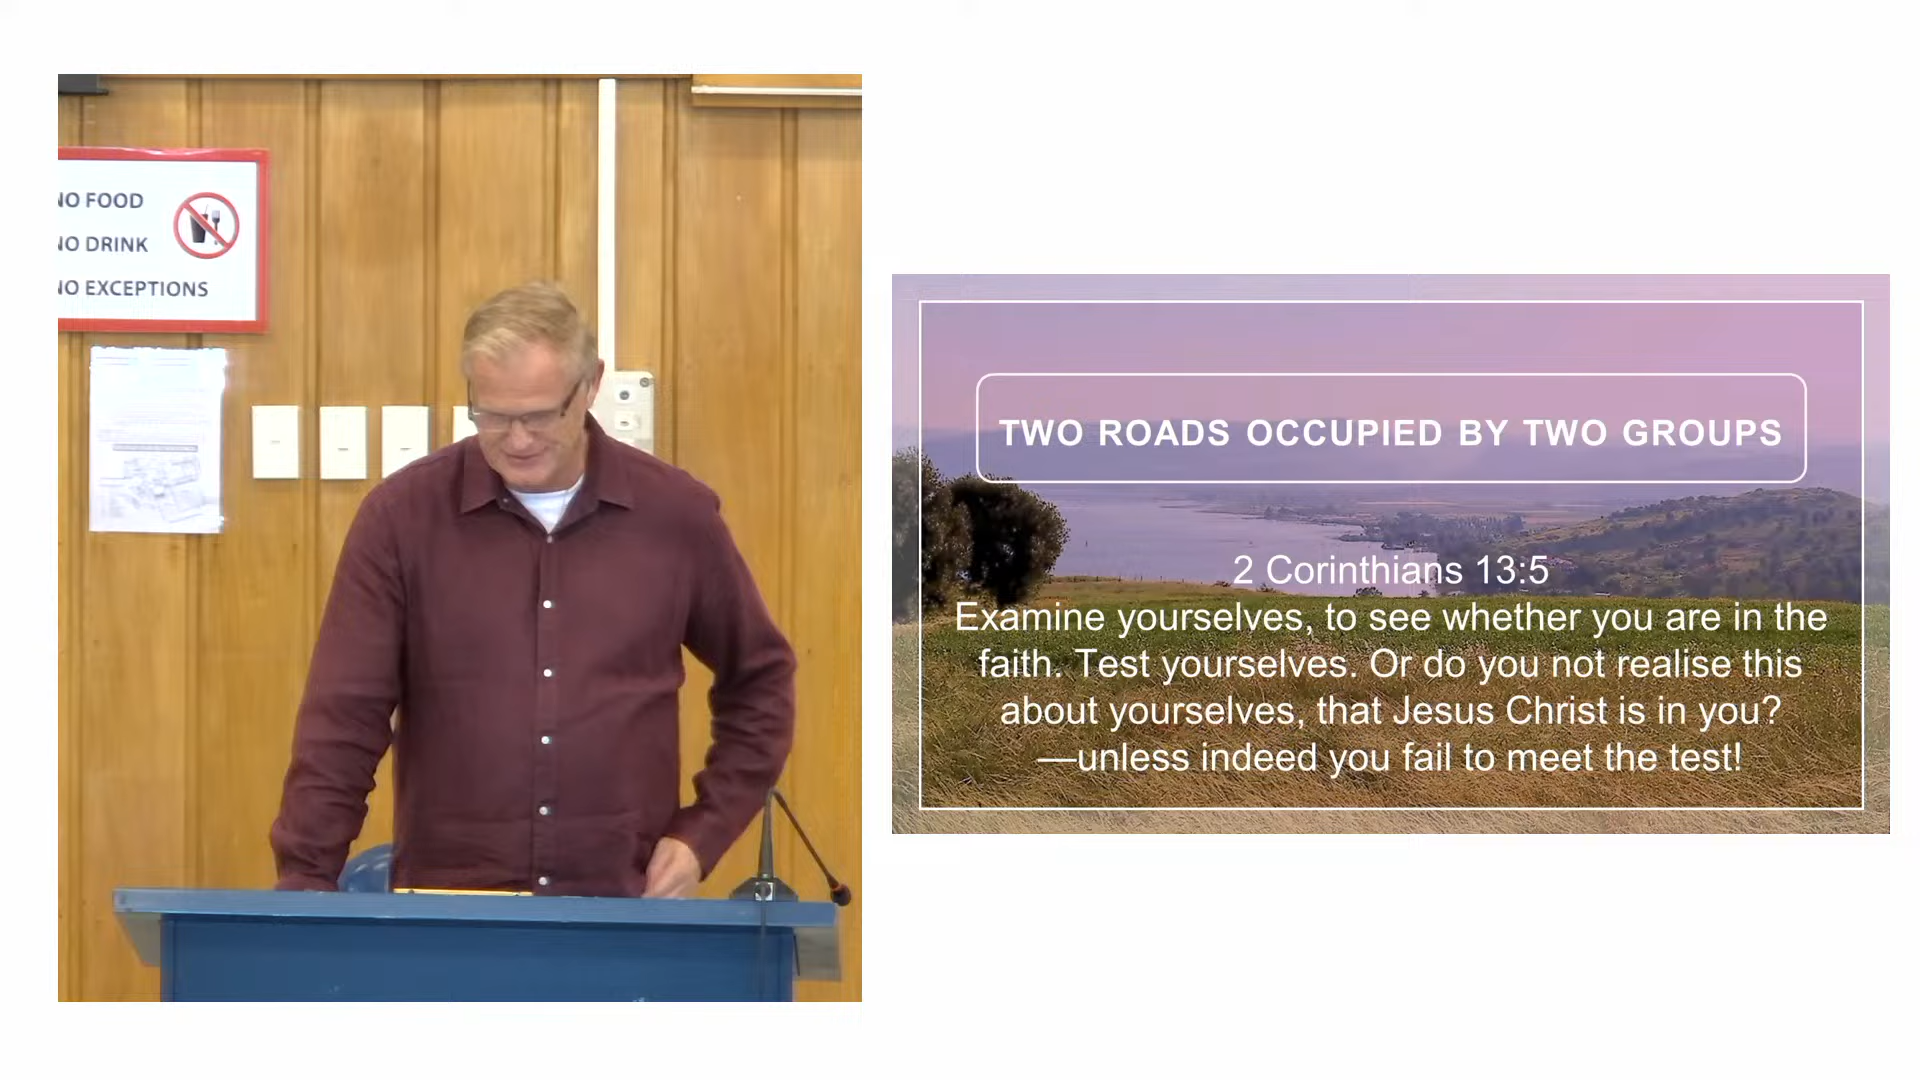 NO FOOD
NO DRINK
NO EXCEPTIONS
TWO ROADS OCCUPIED BY TWO GROUPS
2 Corinthians 13:5
Examine yourselves, to see whether you are in the
faith. Test yourselves. Or do you not realise this
about yourselves, that Jesus Christ is in you?
—unless indeed you fail to meet the test!